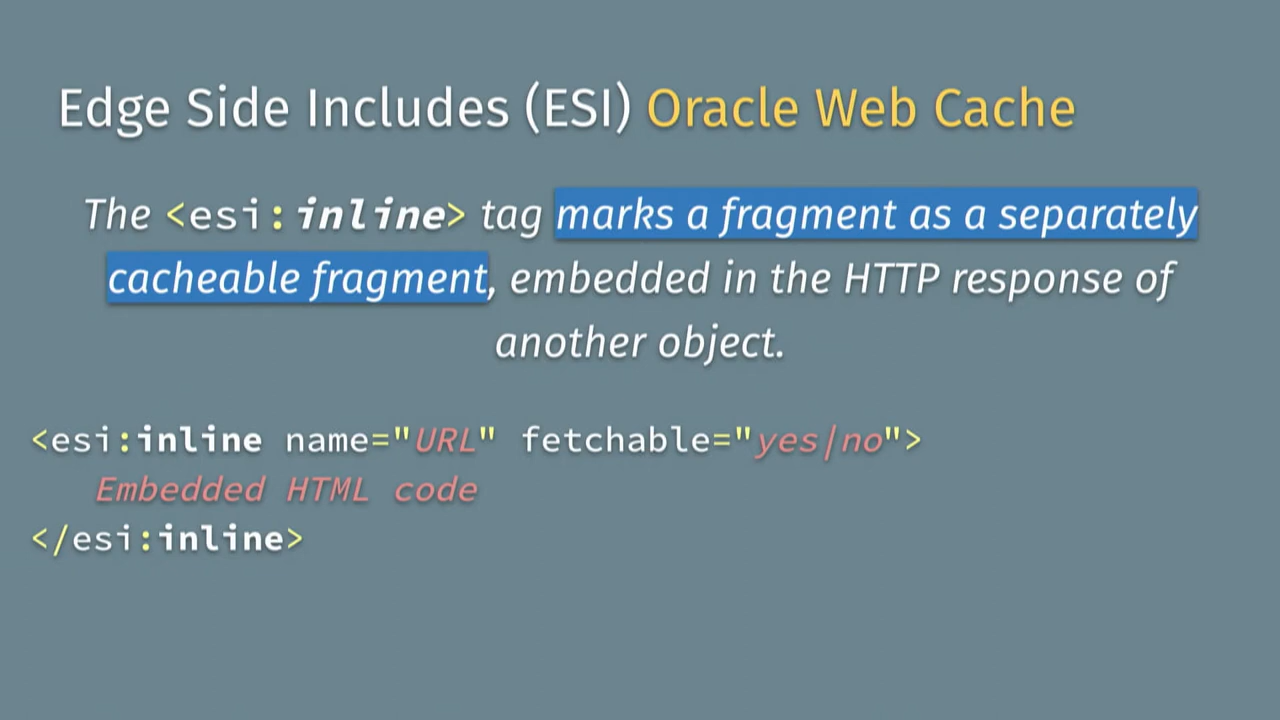 Edge Side Includes (ESI) Oracle Web Cache
The <esi:inline> tag marks a fragment as a separately
cacheable fragment, embedded in the HTTP response of
another object.
<esi:inline name="URL" fetchable="yes|no">
Embedded HTML code
</esi:inline>